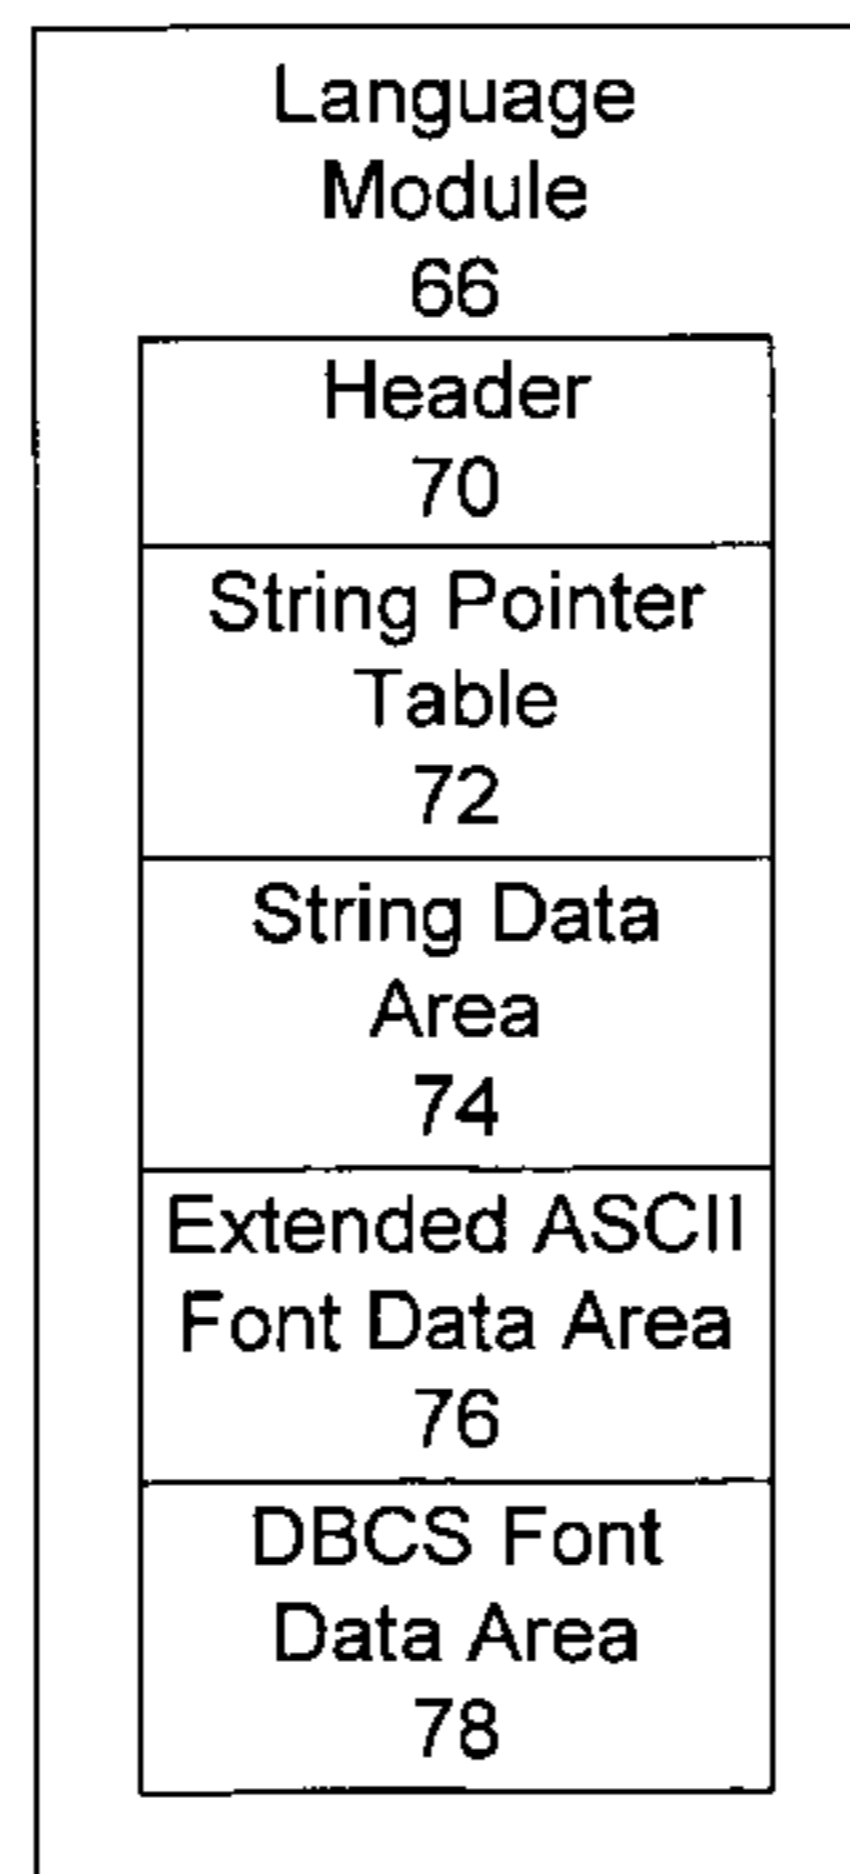 Language
Module
66
Header
70
String Pointer
Table
72
String Data
Area
74
Extended ASCII
Font Data Area
76
DBCS Font
Data Area
78